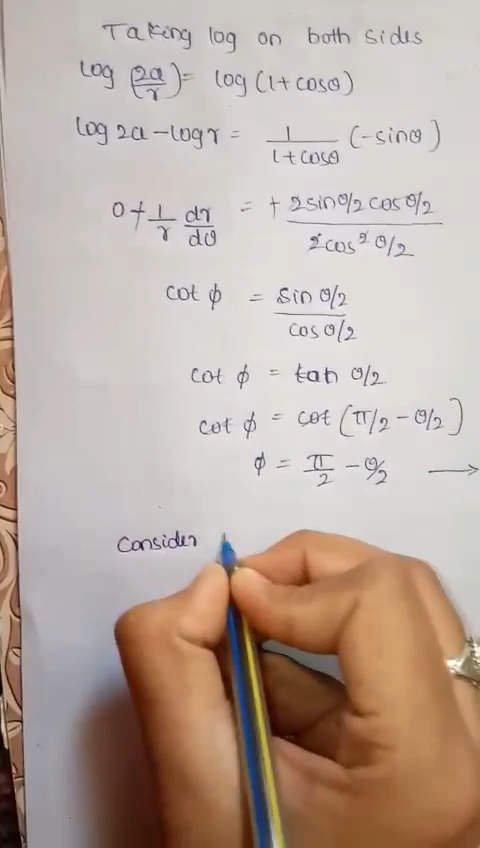 Taking log on both sides
log (2a/r) = log (1+cosθ)
log 2a - log r = 1/1+cosθ (-sinθ)
0 + 1/r dr/dθ = + 2sinθ/2 cosθ/2 / 2cos²θ/2
cot φ = sin θ/2 / cos θ/2
cot φ = tan θ/2
cot φ = cot (π/2 - θ/2)
φ = π/2 - θ/2 →
Consider